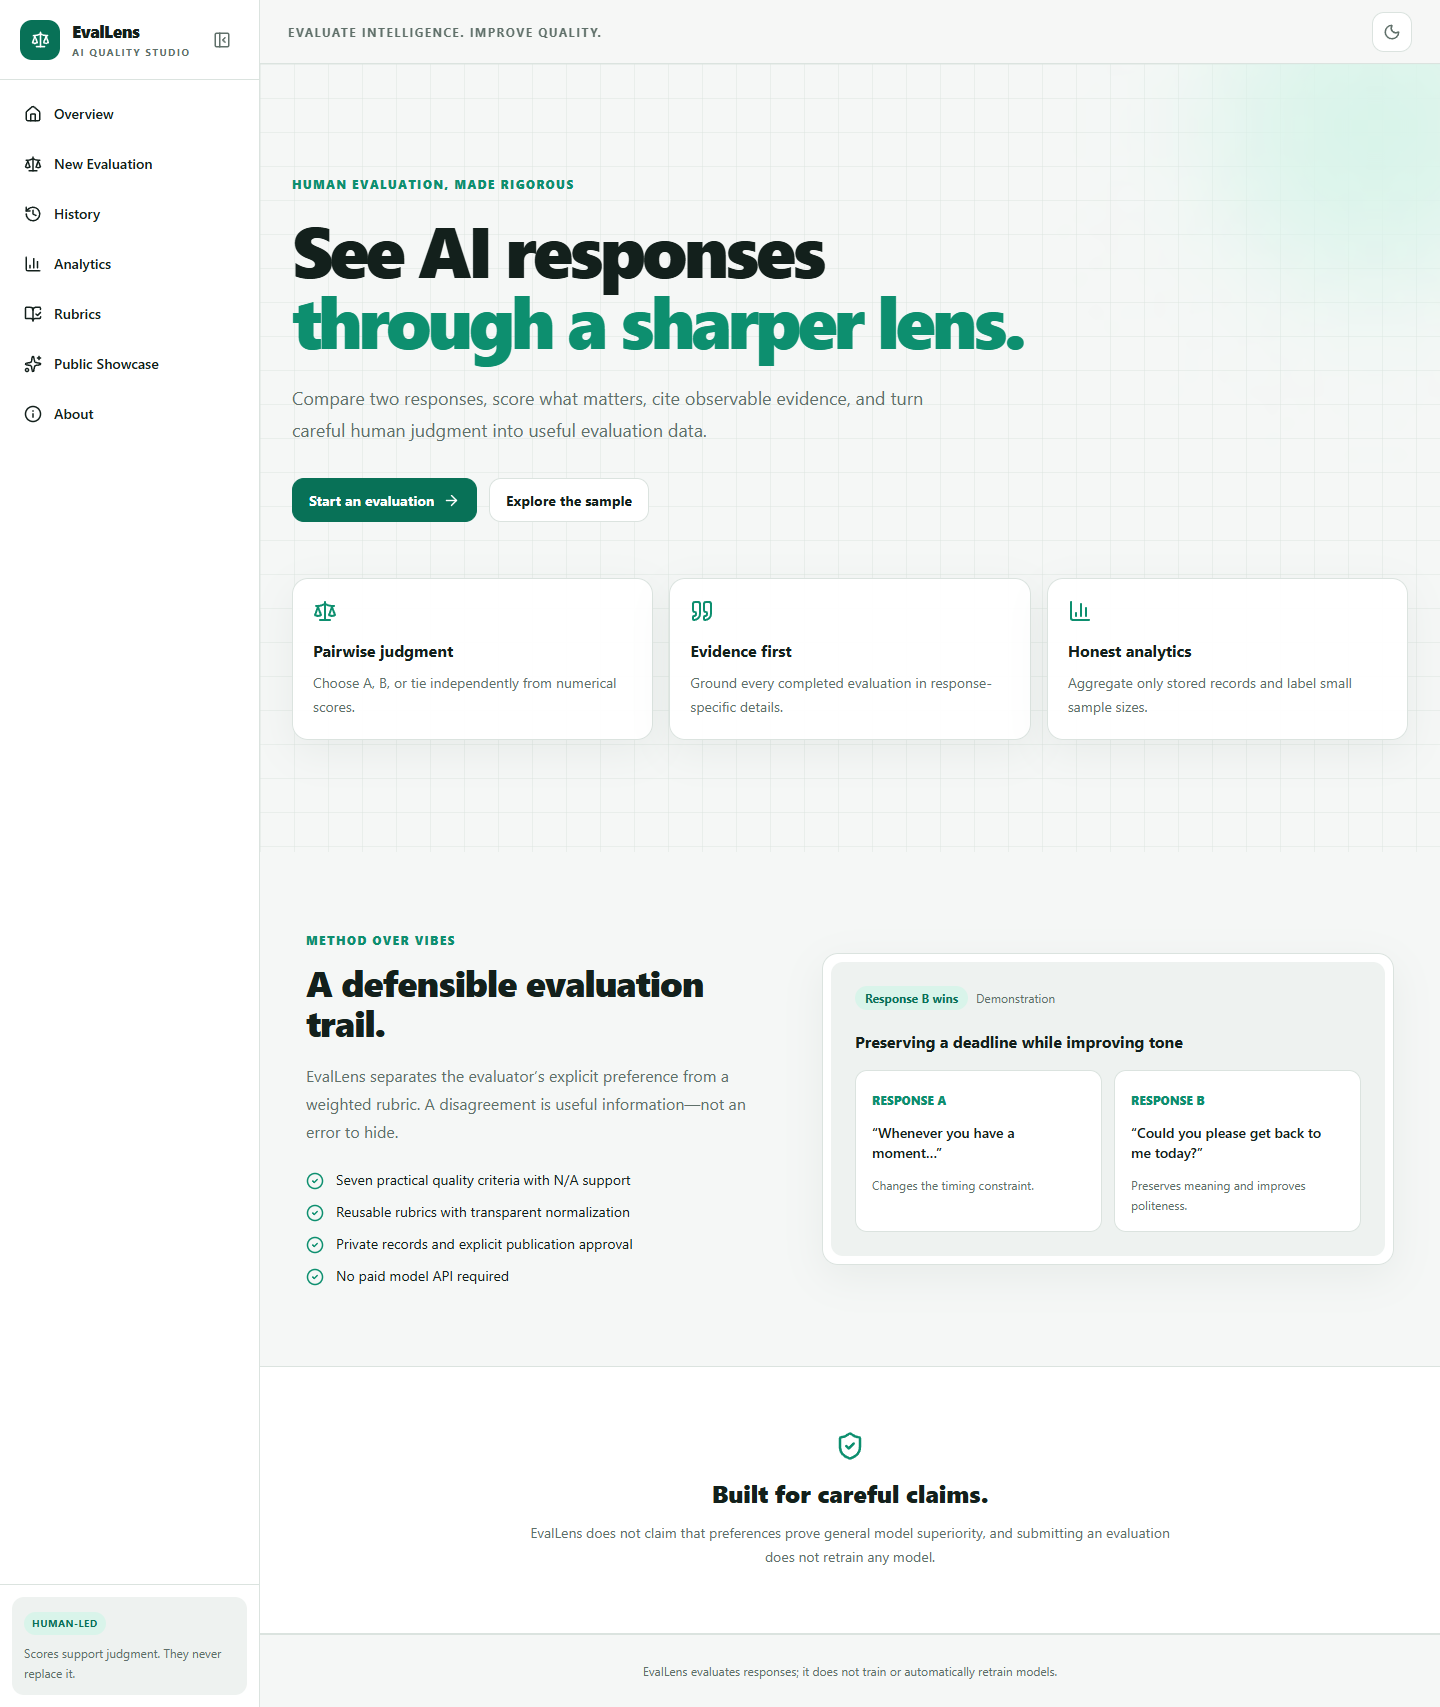 EvalLens
AI QUALITY STUDIO
Overview
New Evaluation
History
Analytics
Rubrics
Public Showcase
About
HUMAN-LED
Scores support judgment. They never
replace it.
EVALUATE INTELLIGENCE. IMPROVE QUALITY.
HUMAN EVALUATION, MADE RIGOROUS
See AI responses
through a sharper lens.
Compare two responses, score what matters, cite observable evidence, and turn
careful human judgment into useful evaluation data.
Start an evaluation
Explore the sample
Pairwise judgment
Choose A, B, or tie independently from numerical
scores.
Evidence first
Ground every completed evaluation in response-
specific details.
Honest analytics
Aggregate only stored records and label small
sample sizes.
METHOD OVER VIBES
A defensible evaluation
trail.
EvalLens separates the evaluator’s explicit preference from a
weighted rubric. A disagreement is useful information—not an
error to hide.
Seven practical quality criteria with N/A support
Reusable rubrics with transparent normalization
Private records and explicit publication approval
No paid model API required
Response B wins
Demonstration
Preserving a deadline while improving tone
RESPONSE A
“Whenever you have a
moment…”
Changes the timing constraint.
RESPONSE B
“Could you please get back to
me today?”
Preserves meaning and improves
politeness.
Built for careful claims.
EvalLens does not claim that preferences prove general model superiority, and submitting an evaluation
does not retrain any model.
EvalLens evaluates responses; it does not train or automatically retrain models.